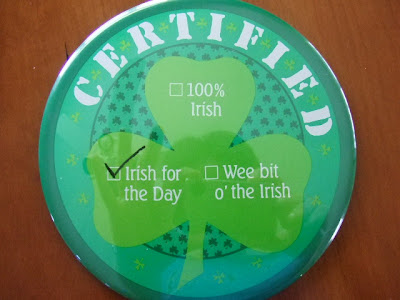 CERTIFIED
100%
Irish
Irish for
the Day
Wee bit
o' the Irish